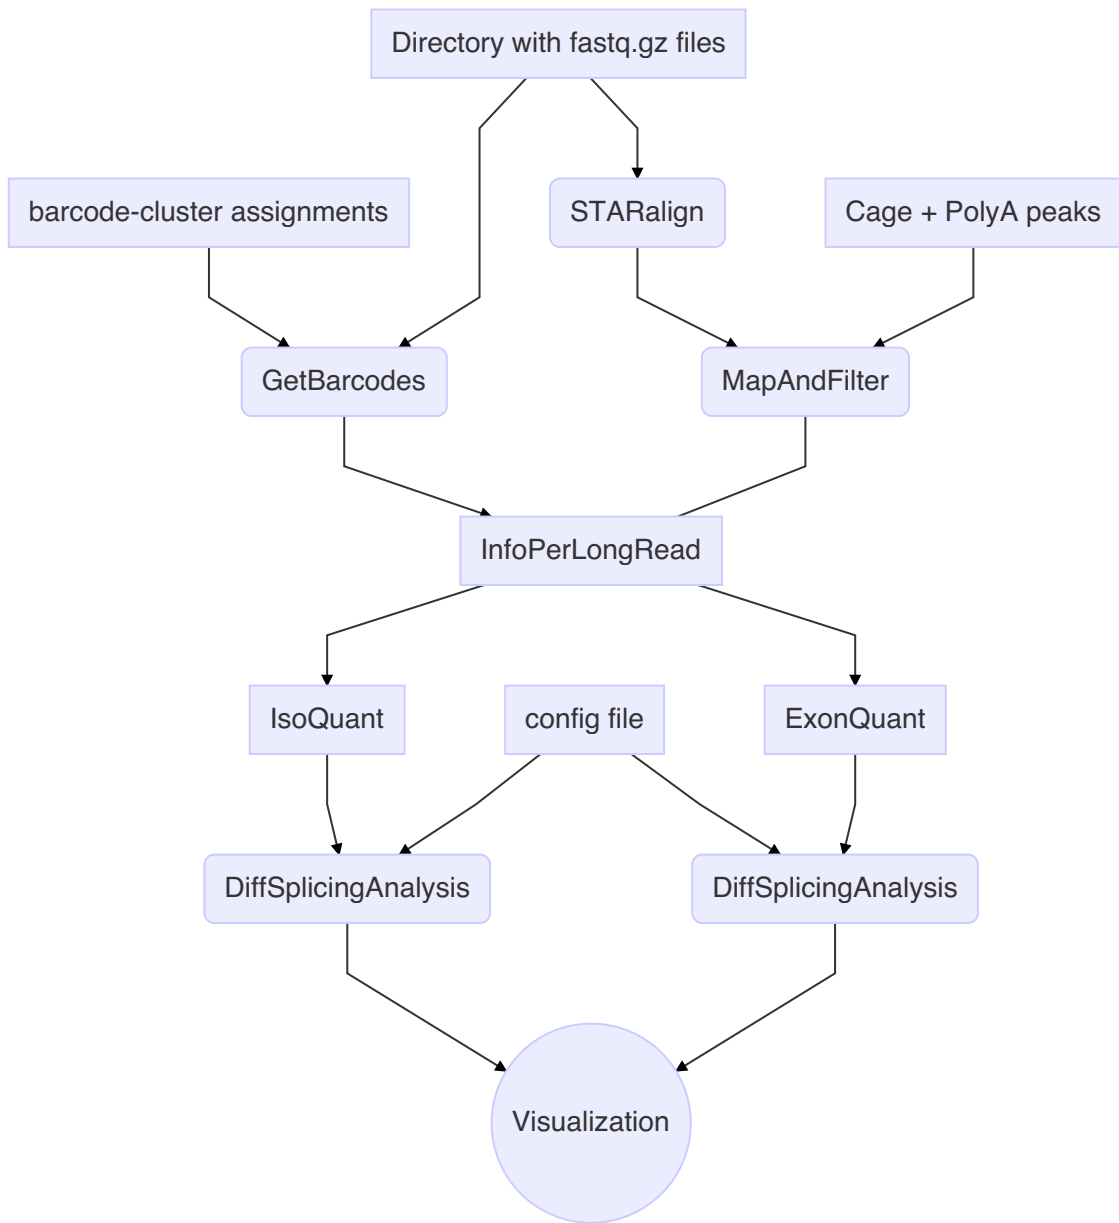 Directory with fastq.gz files
barcode-cluster assignments
STARalign
Cage + PolyA peaks
GetBarcodes
MapAndFilter
InfoPerLongRead
IsoQuant
config file
ExonQuant
DiffSplicingAnalysis
DiffSplicingAnalysis
Visualization